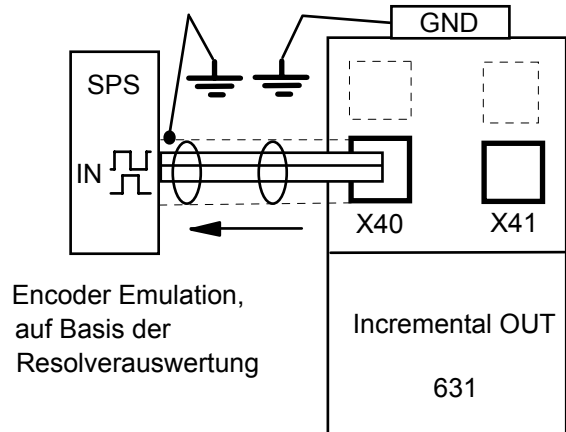 GND
SPS
IN
X40
X41
Encoder Emulation,
auf Basis der
Resolverauswertung
Incremental OUT
631